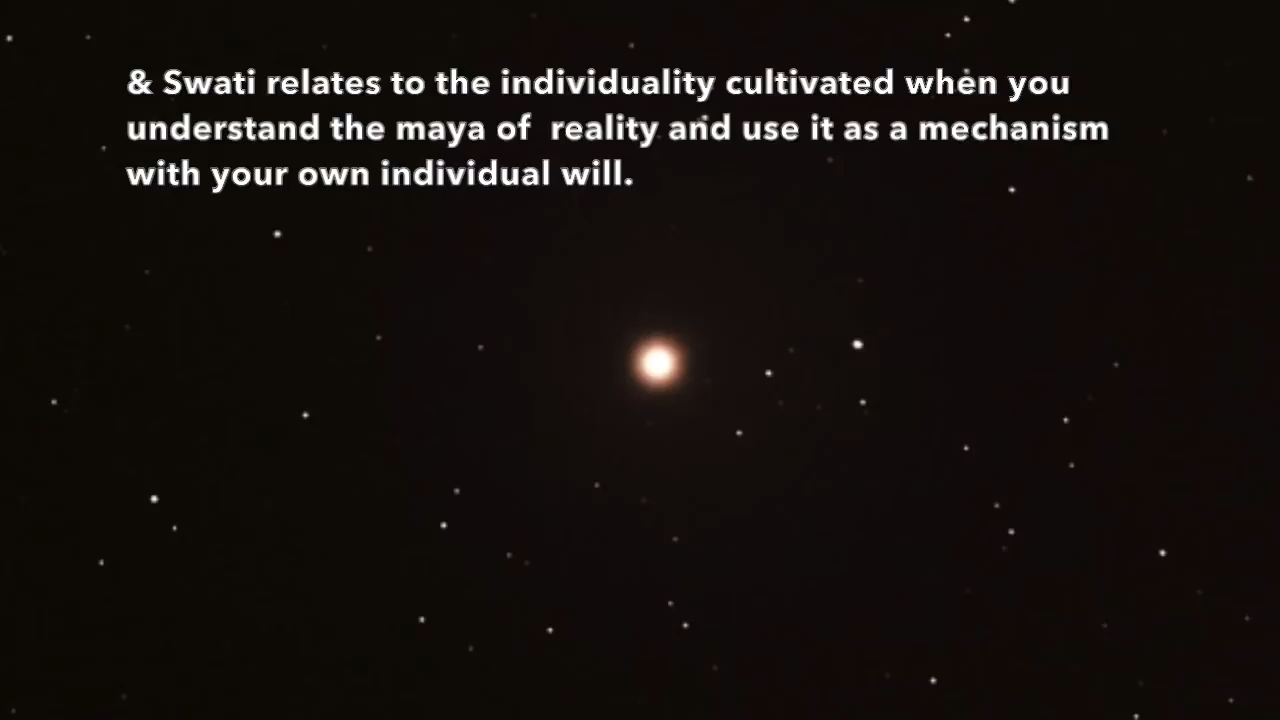 & Swati relates to the individuality cultivated when you
understand the maya of  reality and use it as a mechanism
with your own individual will.